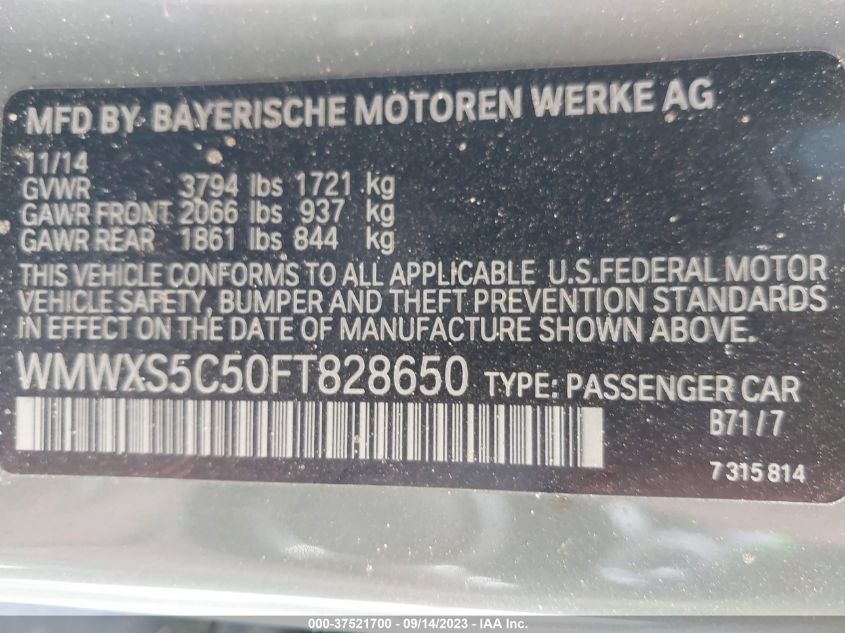 MFD BY BAYERISCHE MOTOREN WERKE AG
11/14
GVWR 3794 lbs 1721 kg
GAWR FRONT 2066 lbs 937 kg
GAWR REAR 1861 lbs 844 kg
THIS VEHICLE CONFORMS TO ALL APPLICABLE U.S.FEDERAL MOTOR
VEHICLE SAFETY, BUMPER AND THEFT PREVENTION STANDARDS
IN EFFECT ON THE DATE OF MANUFACTURE SHOWN ABOVE.
WMWXS5C50FT828650 TYPE: PASSENGER CAR
B71/7
7315814
000-37521700 - 09/14/2023 - IAA Inc.